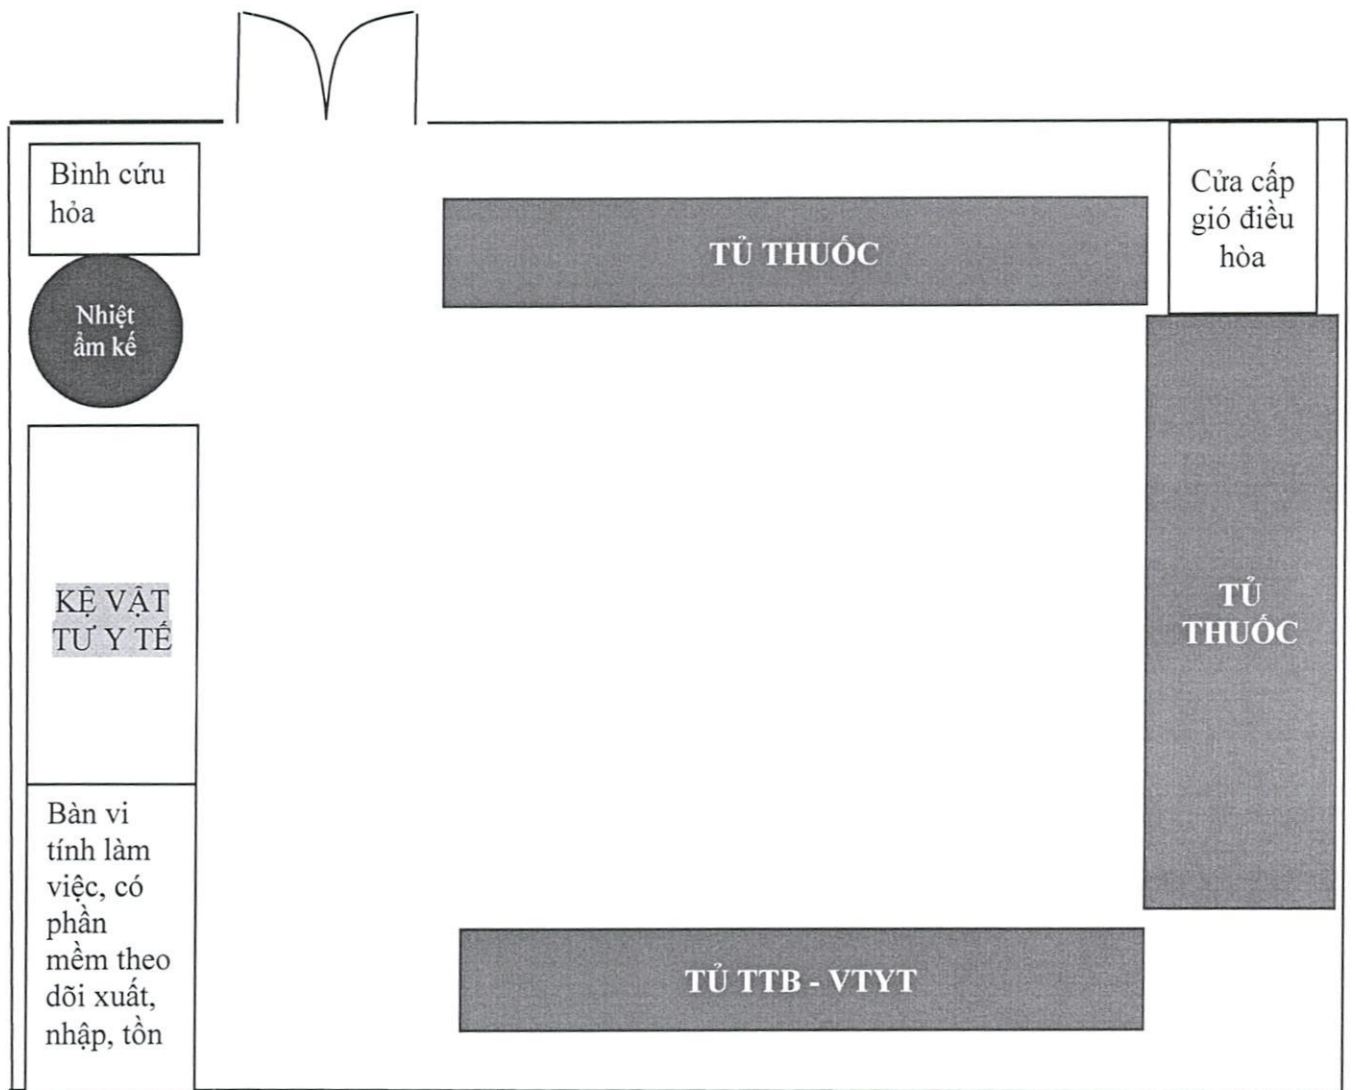 Bình cứu
hỏa
TỦ THUỐC
Cửa cấp
gió điều
hòa
Nhiệt
ẩm kế
KỆ VẬT
TƯ Y TẾ
TỦ
THUỐC
Bàn vi
tính làm
việc, có
phần
mềm theo
dõi xuất,
nhập, tồn
TỦ TTB - VTYT